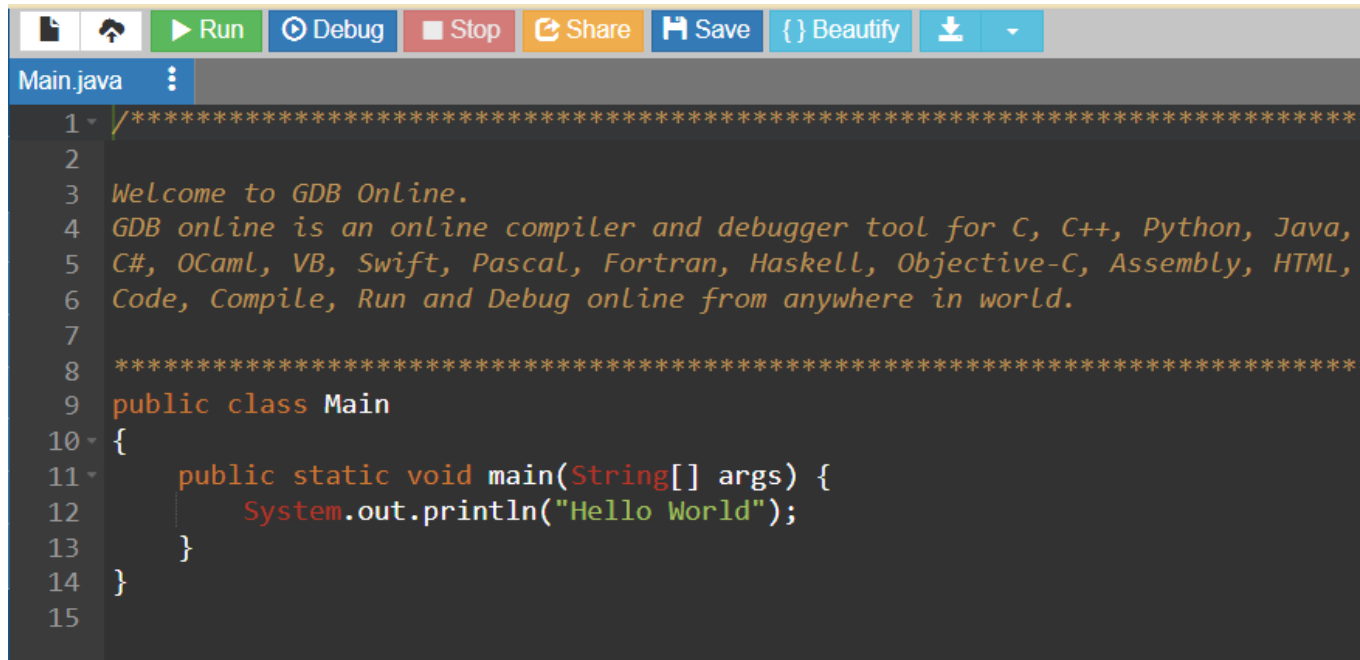 Run Debug Stop Share Save { } Beautify
Main.java
1 /***************************************************************************
2
3 Welcome to GDB Online.
4 GDB online is an online compiler and debugger tool for C, C++, Python, Java,
5 C#, OCaml, VB, Swift, Pascal, Fortran, Haskell, Objective-C, Assembly, HTML,
6 Code, Compile, Run and Debug online from anywhere in world.
7
8 ****************************************************************************
9 public class Main
10 {
11 public static void main(String[] args) {
12 System.out.println("Hello World");
13 }
14 }
15